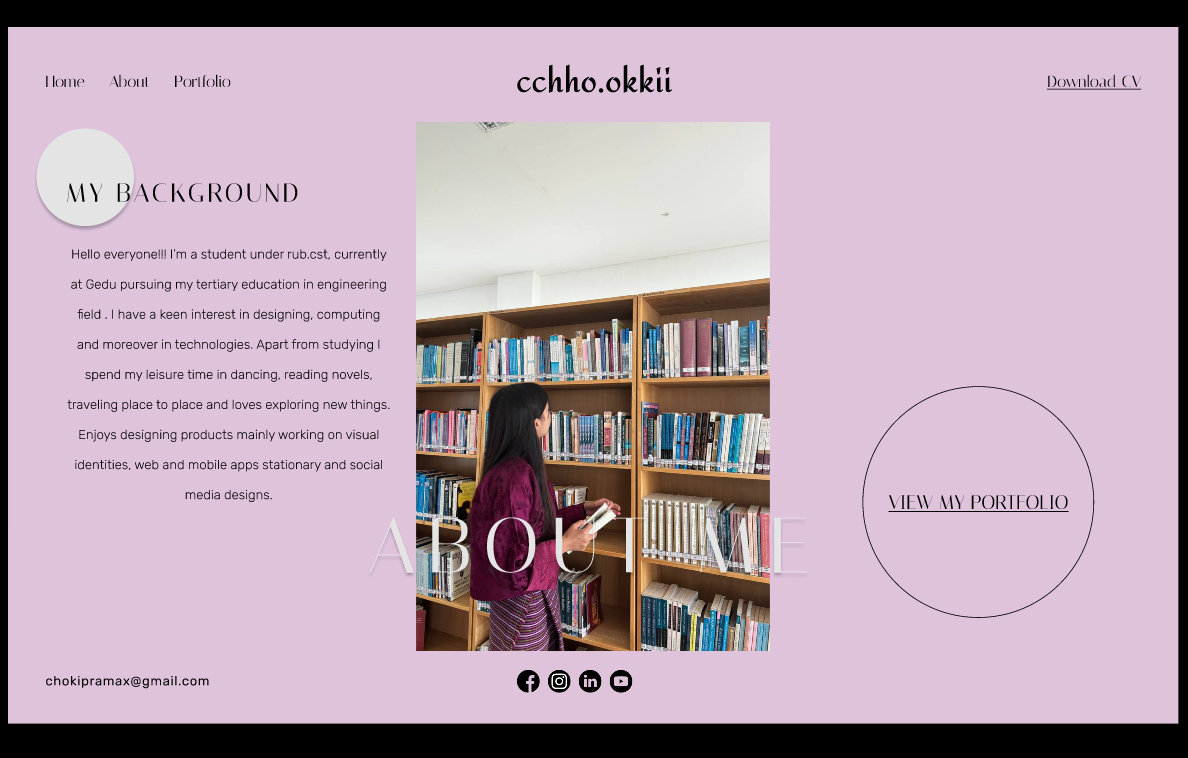 Home About Portfolio
cchho.okkii
Download CV
MY BACKGROUND
Hello everyone!!! I'm a student under rub.cst, currently
at Gedu pursuing my tertiary education in engineering
field . I have a keen interest in designing, computing
and moreover in technologies. Apart from studying I
spend my leisure time in dancing, reading novels,
traveling place to place and loves exploring new things.
Enjoys designing products mainly working on visual
identities, web and mobile apps stationary and social
media designs.
ABOUT ME
VIEW MY PORTFOLIO
chokipramax@gmail.com